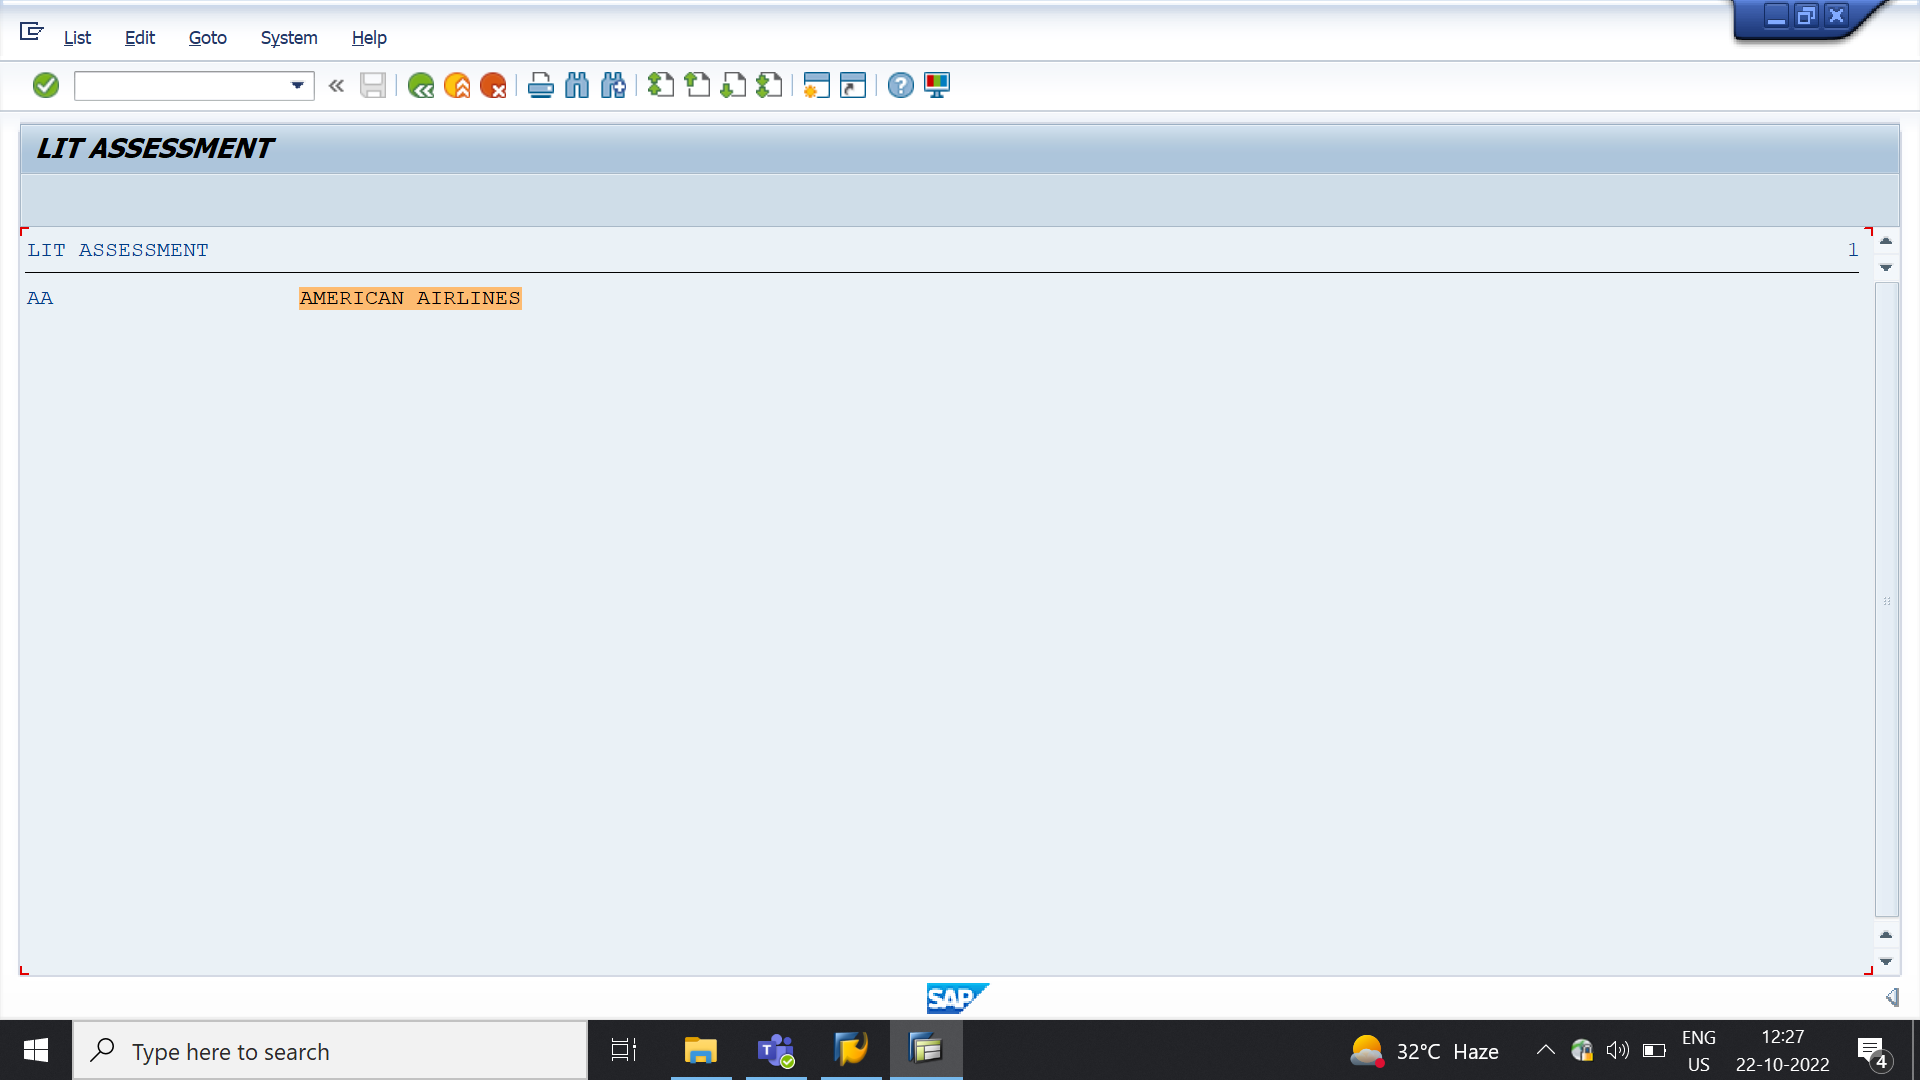 List Edit Goto System Help
LIT ASSESSMENT
LIT ASSESSMENT 1
AA AMERICAN AIRLINES
SAP
Type here to search
32°C Haze
ENG
US
12:27
22-10-2022
4